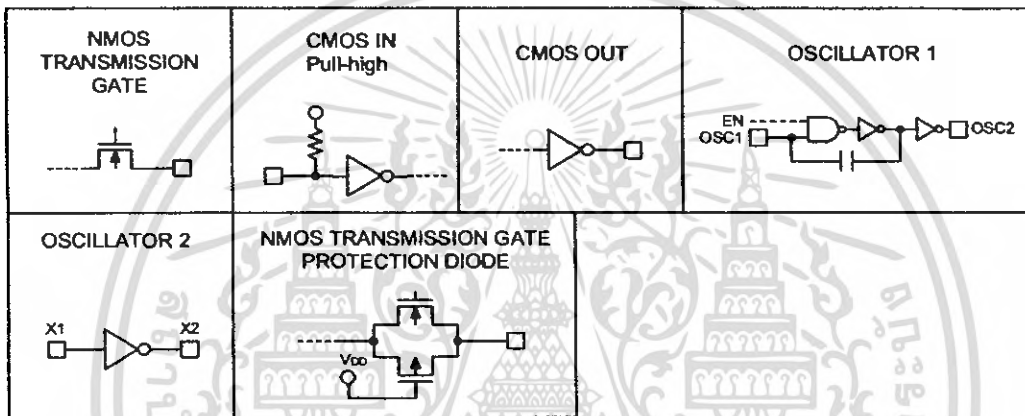 NMOS
TRANSMISSION
GATE
CMOS IN
Pull-high
CMOS OUT
OSCILLATOR 1
EN
OSC1
OSC2
OSCILLATOR 2
X1
X2
NMOS TRANSMISSION GATE
PROTECTION DIODE
VDD